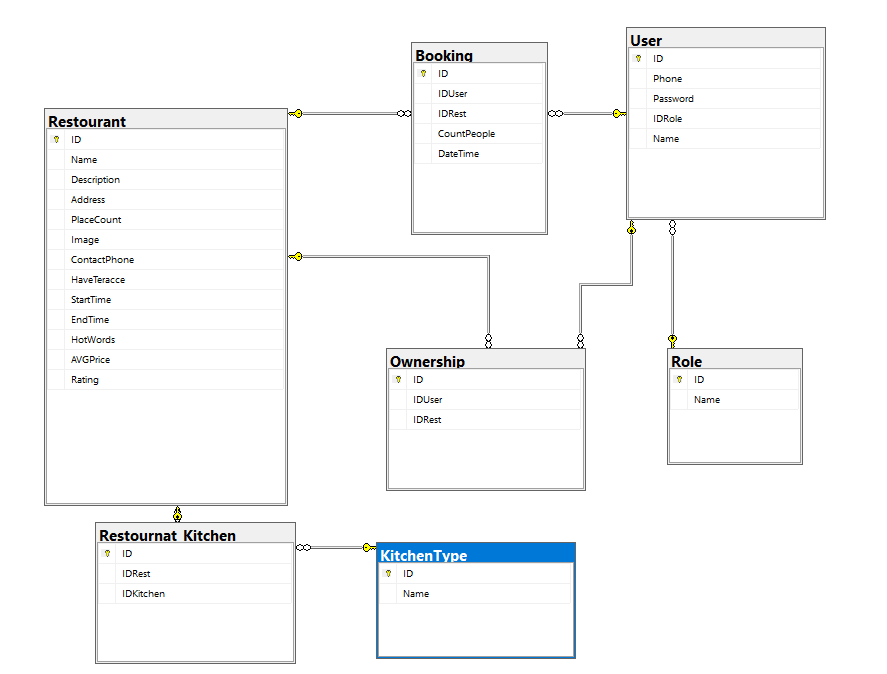 Booking
ID
IDUser
IDRest
CountPeople
DateTime
User
ID
Phone
Password
IDRole
Name
Restourant
ID
Name
Description
Address
PlaceCount
Image
ContactPhone
HaveTeracce
StartTime
EndTime
HotWords
AVGPrice
Rating
Ownership
ID
IDUser
IDRest
Role
ID
Name
Restournat_Kitchen
ID
IDRest
IDKitchen
KitchenType
ID
Name